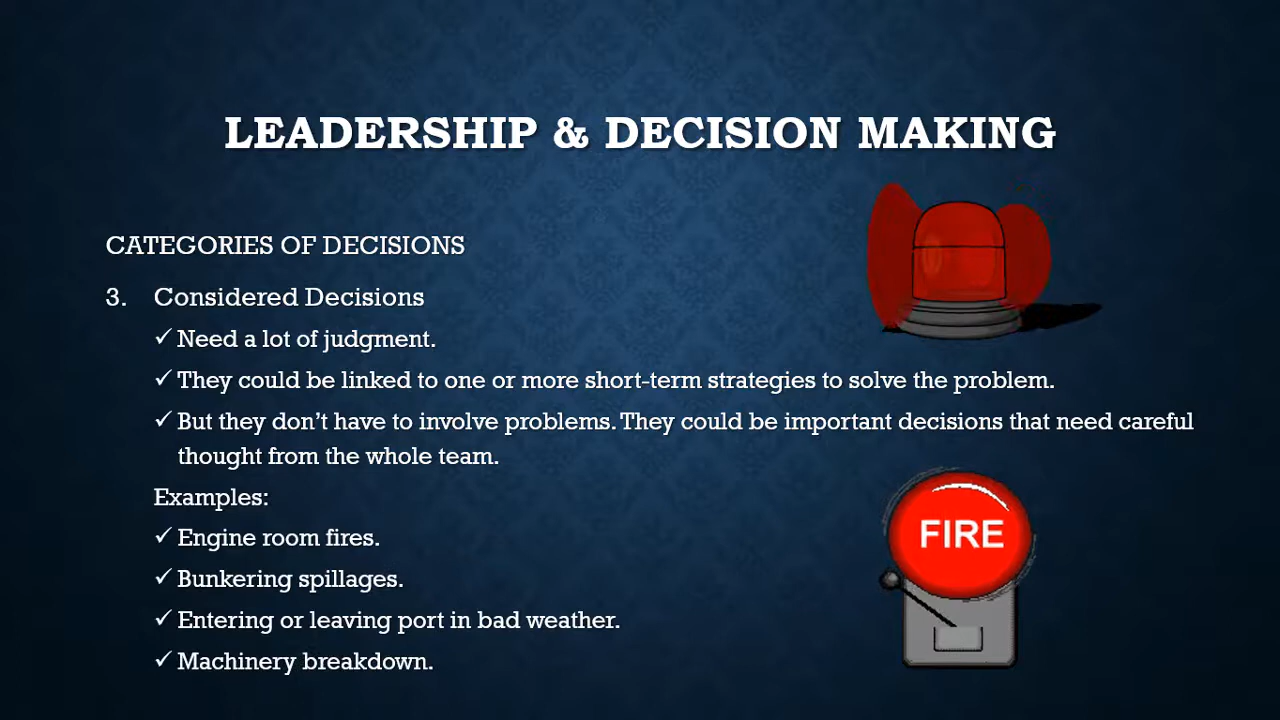 LEADERSHIP & DECISION MAKING
CATEGORIES OF DECISIONS
3. Considered Decisions
✓ Need a lot of judgment.
✓ They could be linked to one or more short-term strategies to solve the problem.
✓ But they don’t have to involve problems. They could be important decisions that need careful
thought from the whole team.
Examples:
✓ Engine room fires.
✓ Bunkering spillages.
✓ Entering or leaving port in bad weather.
✓ Machinery breakdown.
FIRE